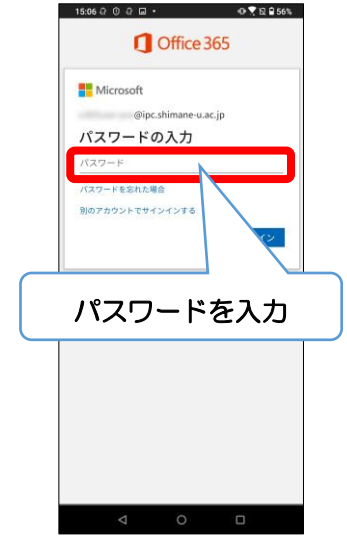 15:06
56%
Office 365
Microsoft
@ipc.shimane-u.ac.jp
パスワードの入力
パスワード
パスワードを忘れた場合
別のアカウントでサインインする
イン
パスワードを入力